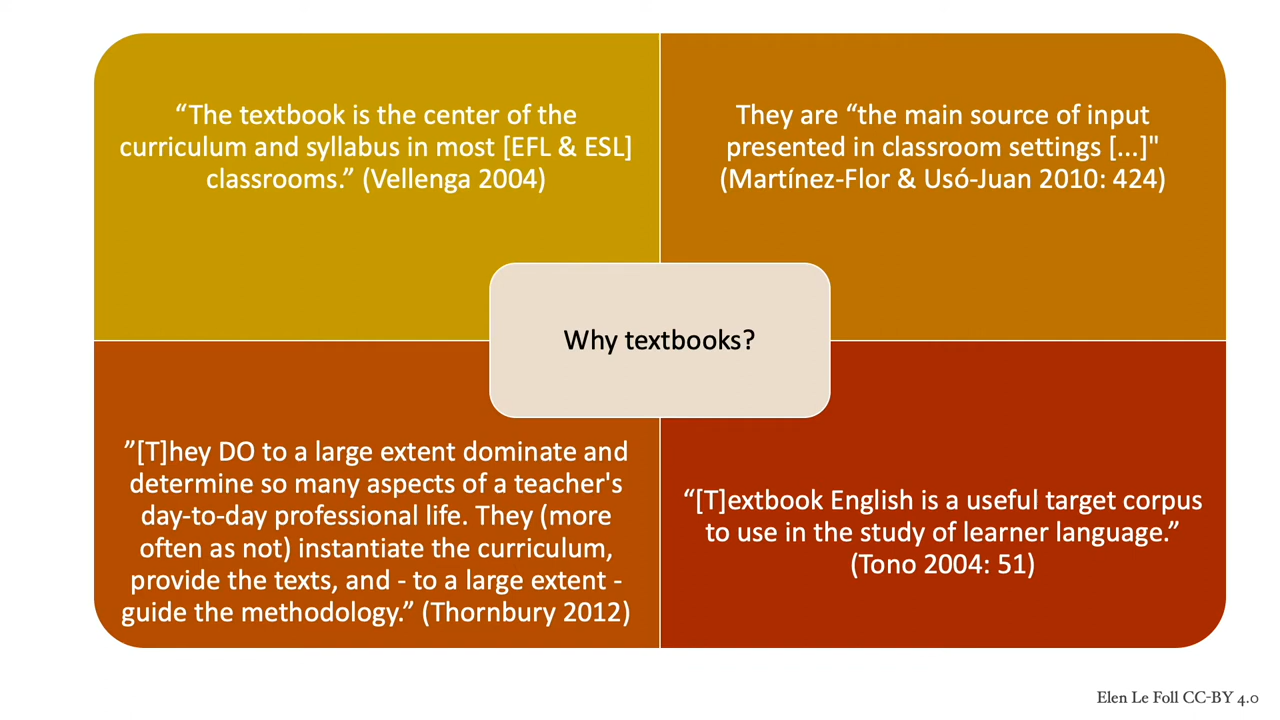 “The textbook is the center of the
curriculum and syllabus in most [EFL & ESL]
classrooms.” (Vellenga 2004)
They are “the main source of input
presented in classroom settings [...]"
(Martínez-Flor & Usó-Juan 2010: 424)
Why textbooks?
”[T]hey DO to a large extent dominate and
determine so many aspects of a teacher's
day-to-day professional life. They (more
often as not) instantiate the curriculum,
provide the texts, and - to a large extent -
guide the methodology.” (Thornbury 2012)
“[T]extbook English is a useful target corpus
to use in the study of learner language.”
(Tono 2004: 51)
Elen Le Foll CC-BY 4.0